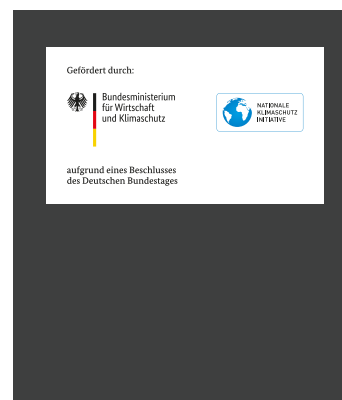 Gefördert durch:
Bundesministerium
für Wirtschaft
und Klimaschutz
NATIONALE
KLIMASCHUTZ
INITIATIVE
aufgrund eines Beschlusses
des Deutschen Bundestages